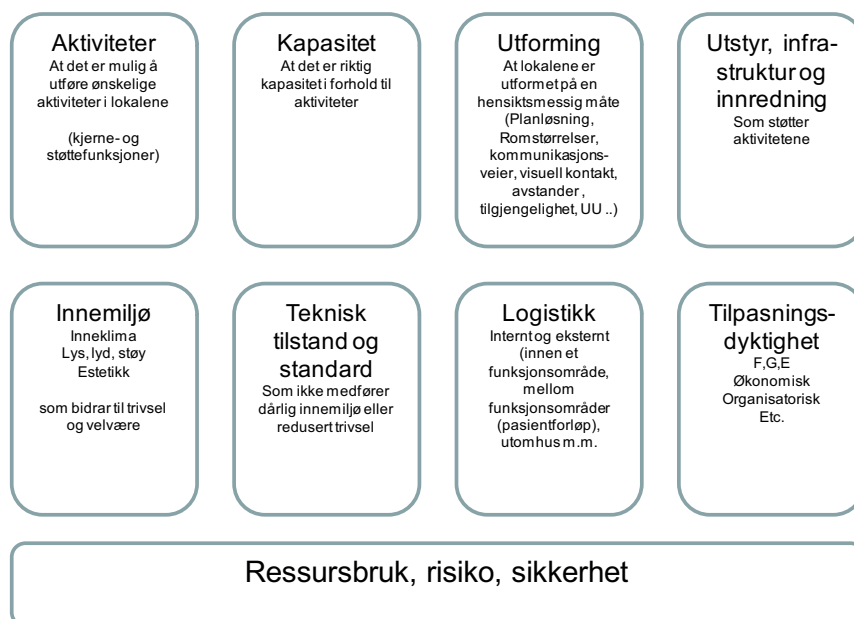 Aktiviteter
At det er mulig å
utføre ønskelige
aktiviteter i lokalene
(kjerne- og
støttefunksjoner)
Kapasitet
At det er riktig
kapasitet i forhold til
aktiviteter
Utforming
At lokalene er
utformet på en
hensiktsmessig måte
(Planløsning,
Romstørrelser,
kommunikasjons-
veier, visuell kontakt,
avstander ,
tilgjengelighet, UU ..)
Utstyr, infra-
struktur og
innredning
Som støtter
aktivitetene
Innemiljø
Inneklima
Lys, lyd, støy
Estetikk
som bidrar til trivsel
og velvære
Teknisk
tilstand og
standard
Som ikke medfører
dårlig innemiljø eller
redusert trivsel
Logistikk
Internt og eksternt
(innen et
funksjonsområde,
mellom
funksjonsområder
(pasientforløp),
utomhus m.m.
Tilpasnings-
dyktighet
F,G,E
Økonomisk
Organisatorisk
Etc.
Ressursbruk, risiko, sikkerhet